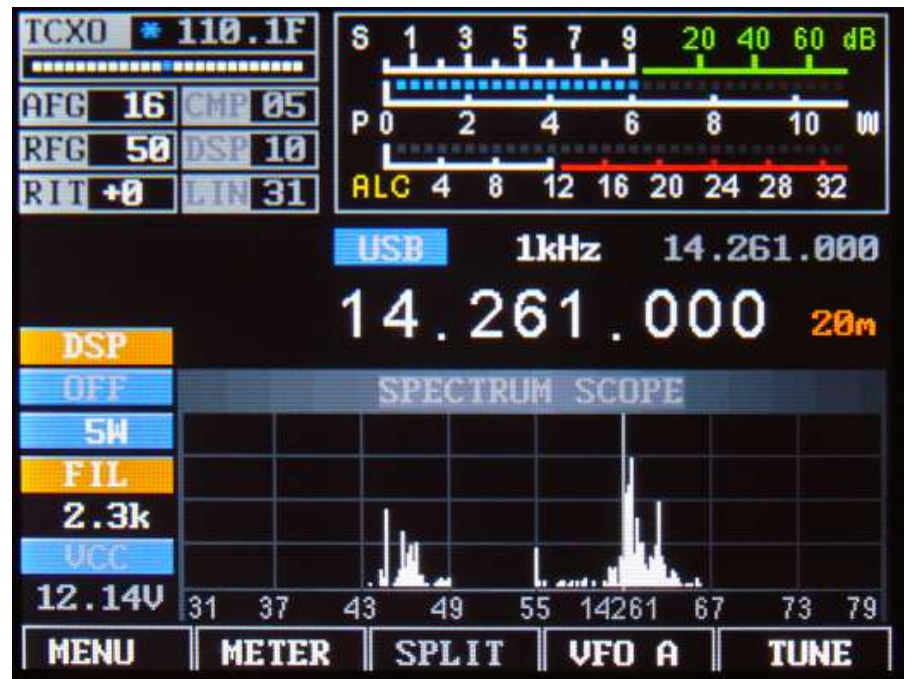 TCXO * 110.1F
AFG 16 CMP 05
RFG 50 DSP 10
RIT +0 LIN 31
S 1 3 5 7 9 20 40 60 dB
P 0 2 4 6 8 10 W
ALC 4 8 12 16 20 24 28 32
USB 1kHz 14.261.000
14.261.000 20m
DSP
OFF
5W
FIL
2.3k
VCC
12.14V
SPECTRUM SCOPE
31 37 43 49 55 14261 67 73 79
MENU METER SPLIT VFO A TUNE